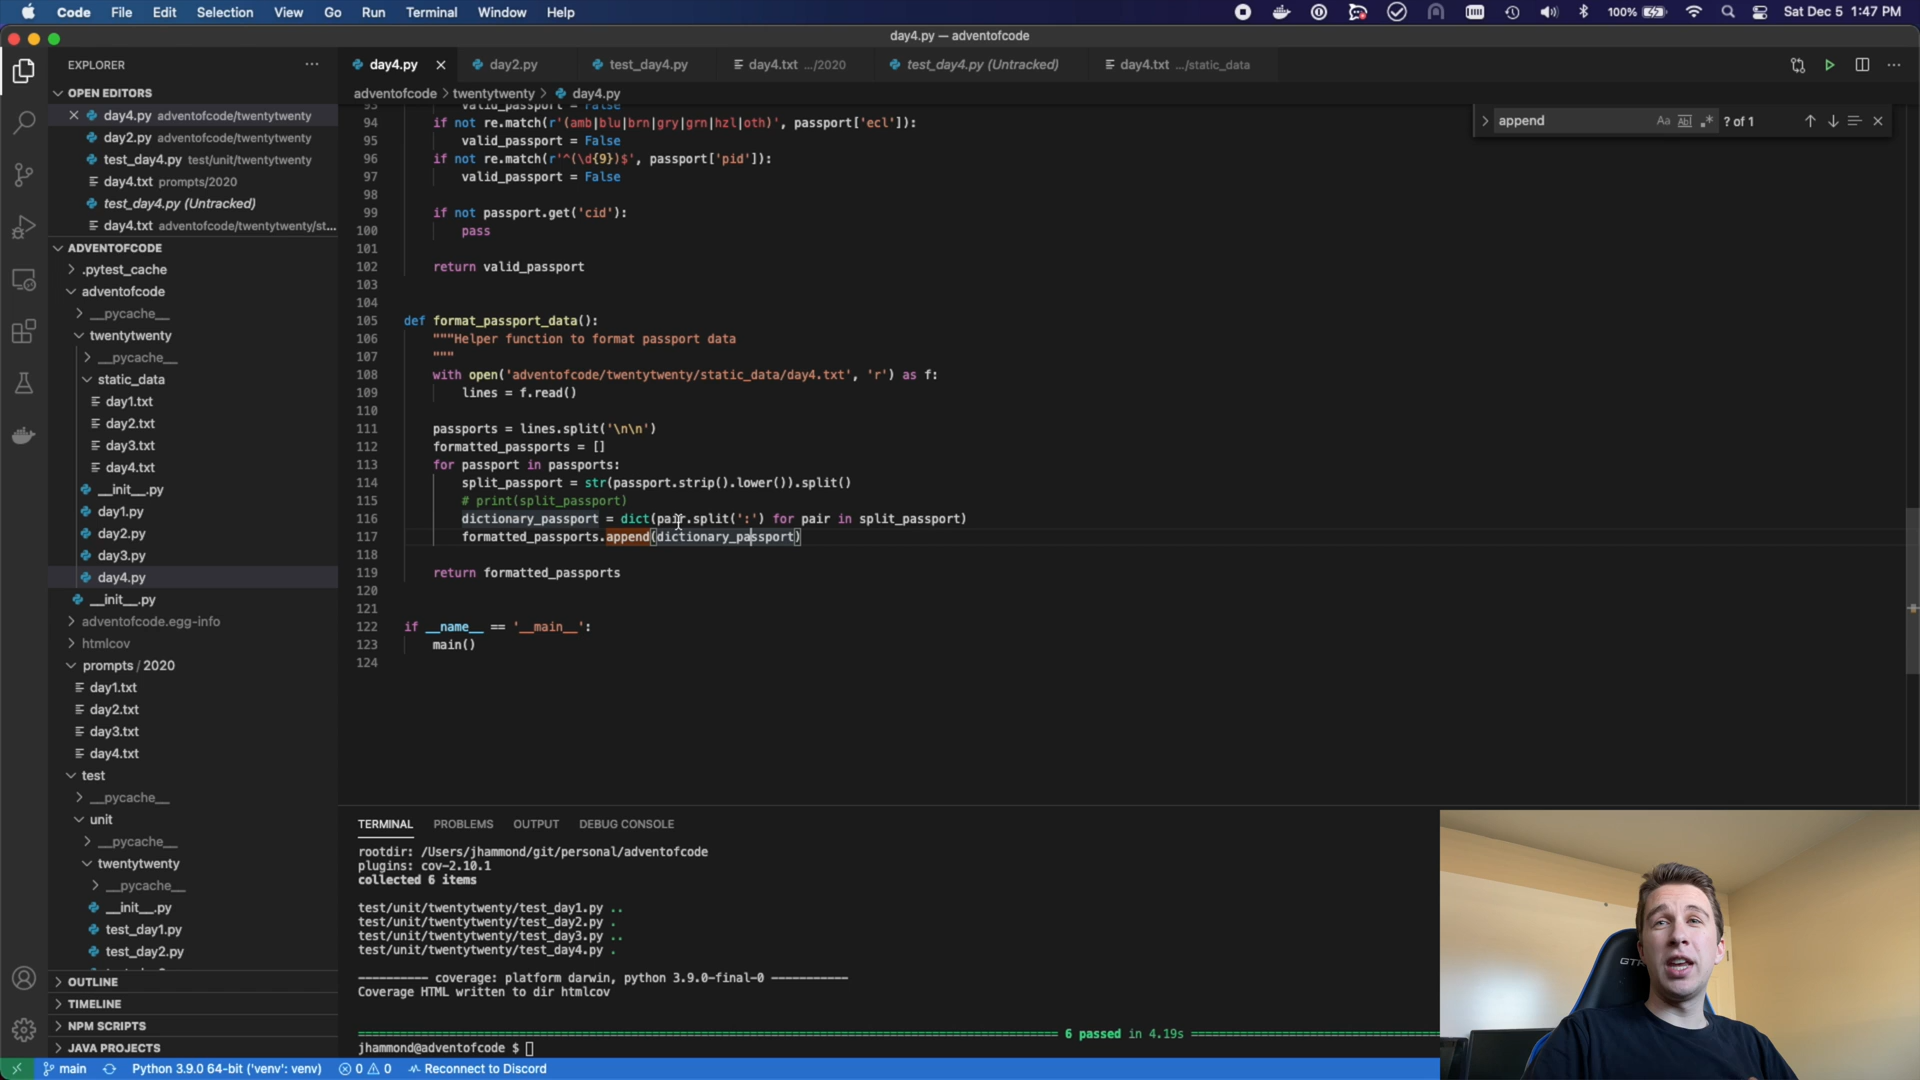 Code File Edit Selection View Go Run Terminal Window Help
100% Sat Dec 5 1:47 PM
day4.py — adventofcode
EXPLORER
OPEN EDITORS
day4.py adventofcode/twentytwenty
day2.py adventofcode/twentytwenty
test_day4.py test/unit/twentytwenty
day4.txt prompts/2020
test_day4.py (Untracked)
day4.txt adventofcode/twentytwenty/st...
ADVENTOFCODE
.pytest_cache
adventofcode
__pycache__
twentytwenty
__pycache__
static_data
day1.txt
day2.txt
day3.txt
day4.txt
__init__.py
day1.py
day2.py
day3.py
day4.py
__init__.py
adventofcode.egg-info
htmlcov
prompts / 2020
day1.txt
day2.txt
day3.txt
day4.txt
test
__pycache__
unit
__pycache__
twentytwenty
__pycache__
__init__.py
test_day1.py
test_day2.py
OUTLINE
TIMELINE
NPM SCRIPTS
JAVA PROJECTS
day4.py day2.py test_day4.py day4.txt .../2020 test_day4.py (Untracked) day4.txt .../static_data
adventofcode > twentytwenty > day4.py
append Aa Abl .* ? of 1
93 valid_passport = False
94 if not re.match(r'(amb|blu|brn|gry|grn|hzl|oth)', passport['ecl']):
95 valid_passport = False
96 if not re.match(r'^(\d{9})$', passport['pid']):
97 valid_passport = False
98
99 if not passport.get('cid'):
100 pass
101
102 return valid_passport
103
104
105 def format_passport_data():
106 """Helper function to format passport data
107 """
108 with open('adventofcode/twentytwenty/static_data/day4.txt', 'r') as f:
109 lines = f.read()
110
111 passports = lines.split('\n\n')
112 formatted_passports = []
113 for passport in passports:
114 split_passport = str(passport.strip().lower()).split()
115 # print(split_passport)
116 dictionary_passport = dict(pair.split(':') for pair in split_passport)
117 formatted_passports.append(dictionary_passport)
118
119 return formatted_passports
120
121
122 if __name__ == '__main__':
123 main()
124
TERMINAL PROBLEMS OUTPUT DEBUG CONSOLE
rootdir: /Users/jhammond/git/personal/adventofcode
plugins: cov-2.10.1
collected 6 items
test/unit/twentytwenty/test_day1.py ..
test/unit/twentytwenty/test_day2.py .
test/unit/twentytwenty/test_day3.py ..
test/unit/twentytwenty/test_day4.py .
---------- coverage: platform darwin, python 3.9.0-final-0 -----------
Coverage HTML written to dir htmlcov
6 passed in 4.19s
jhammond@adventofcode $
main Python 3.9.0 64-bit ('venv': venv) 0 0 Reconnect to Discord